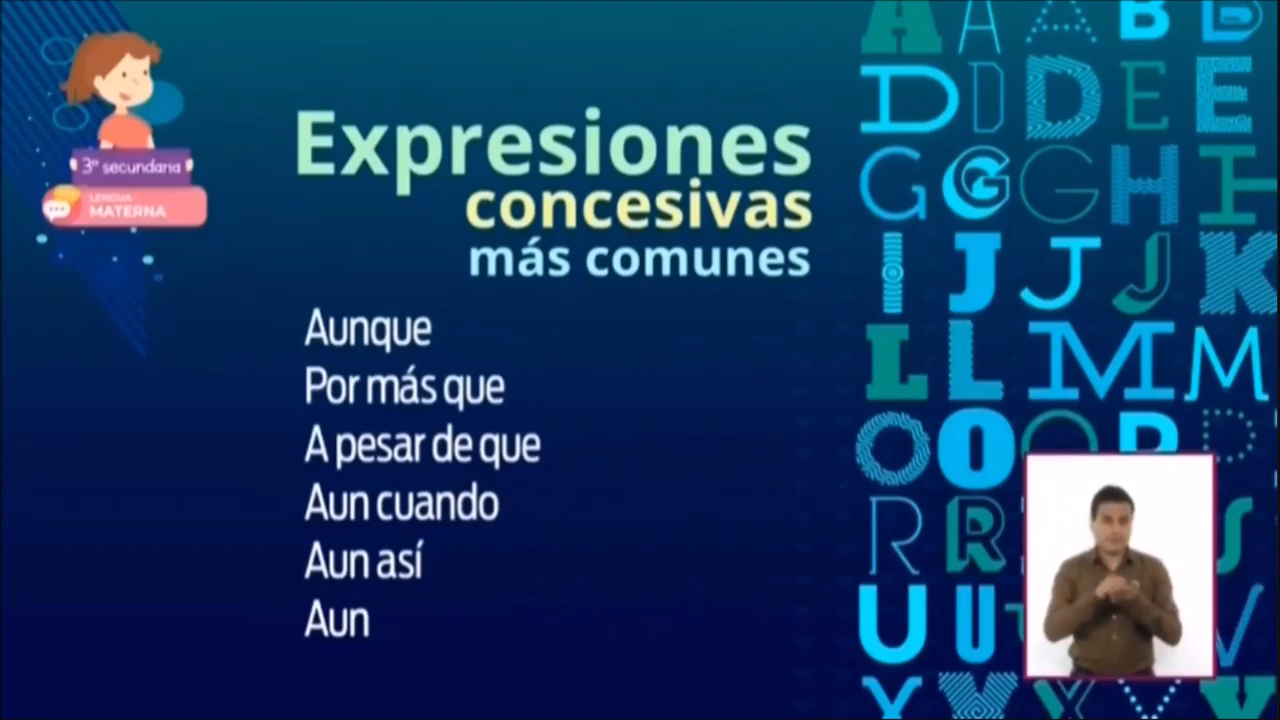 3° secundaria
LENGUA
MATERNA
Expresiones
concesivas
más comunes
Aunque
Por más que
A pesar de que
Aun cuando
Aun así
Aun
A A A B B
D D D E E
G G G H I
I J J J K
L L M M
O O O P P
R R S
U U V